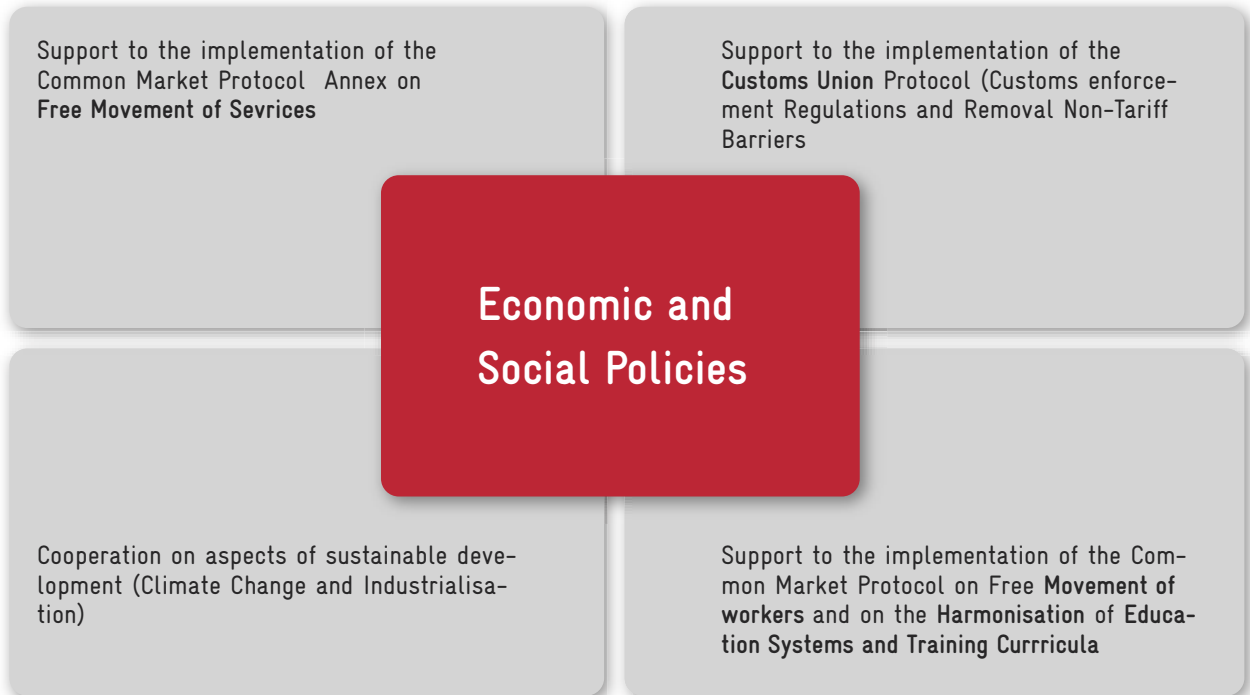 Support to the implementation of the
Common Market Protocol Annex on
Free Movement of Sevrices
Support to the implementation of the
Customs Union Protocol (Customs enforce-
ment Regulations and Removal Non-Tariff
Barriers
Economic and
Social Policies
Cooperation on aspects of sustainable deve-
lopment (Climate Change and Industrialisa-
tion)
Support to the implementation of the Com-
mon Market Protocol on Free Movement of
workers and on the Harmonisation of Educa-
tion Systems and Training Currricula